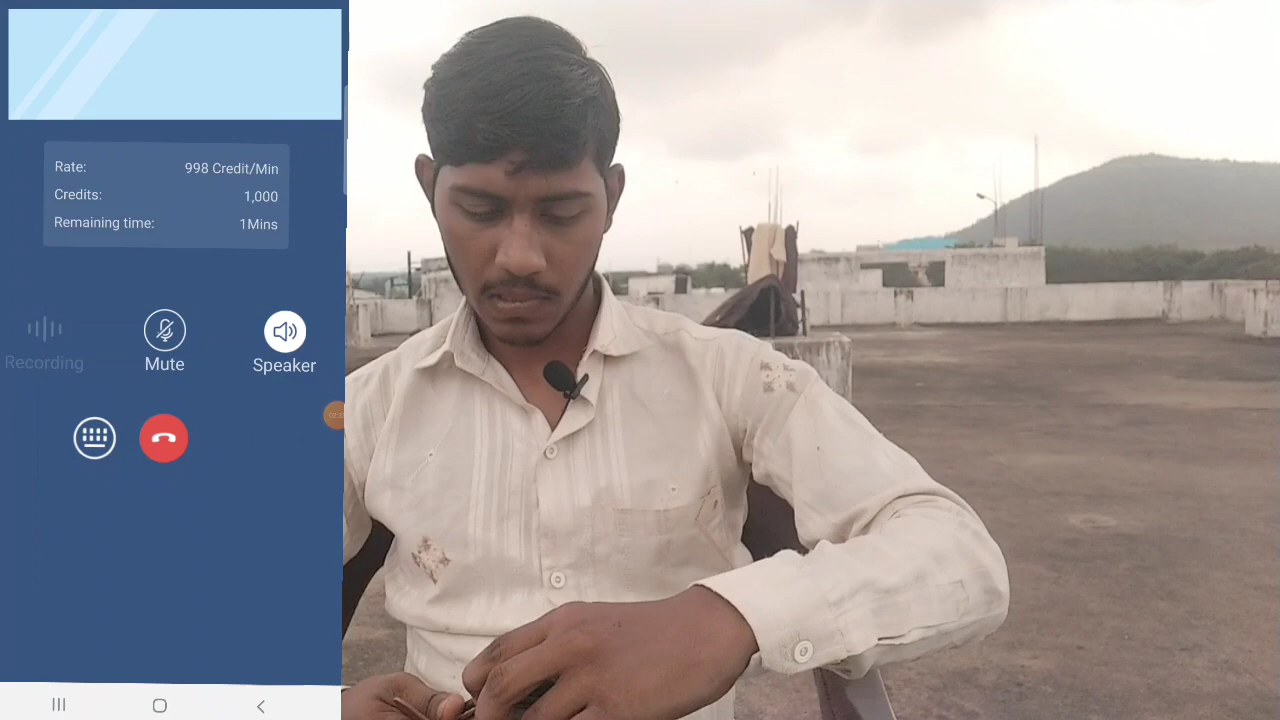 Rate: 998 Credit/Min
Credits: 1,000
Remaining time: 1Mins
Recording
Mute
Speaker